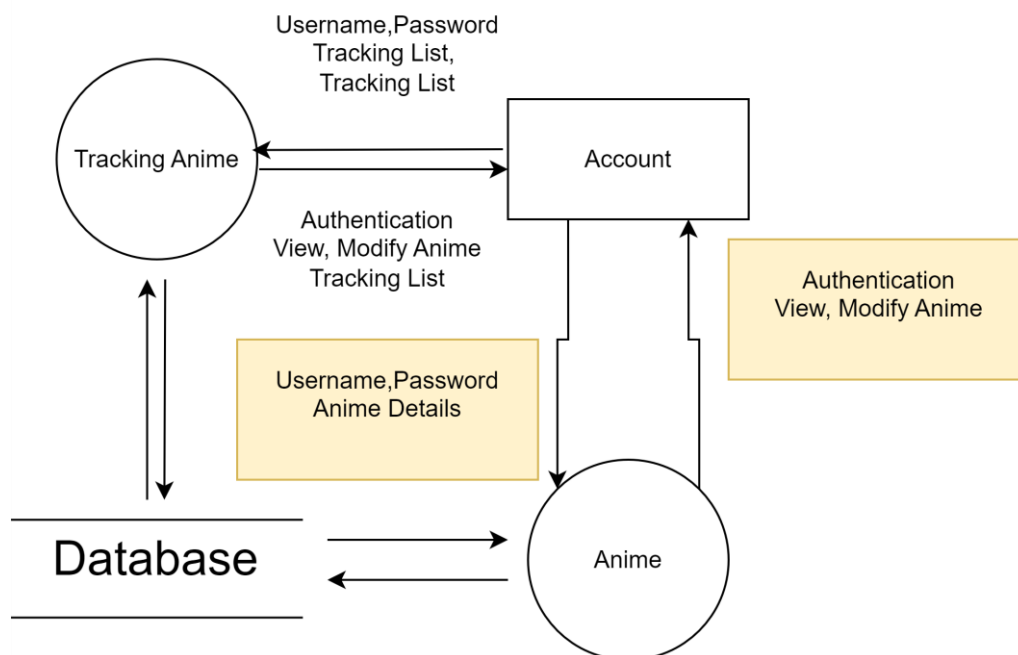 Username,Password
Tracking List,
Tracking List
Tracking Anime
Account
Authentication
View, Modify Anime
Tracking List
Authentication
View, Modify Anime
Username,Password
Anime Details
Database
Anime